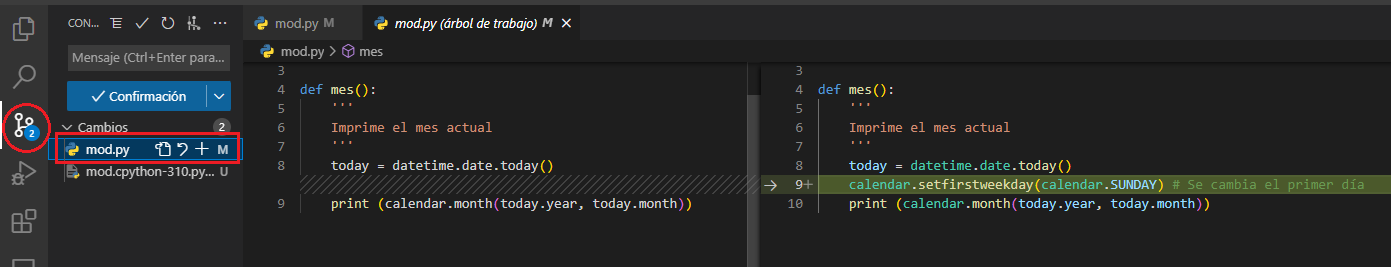 CON...
mod.py M
mod.py (árbol de trabajo) M
mod.py > mes
Mensaje (Ctrl+Enter para...
Confirmación
2
Cambios 2
mod.py M
mod.cpython-310.py... U
3
4 def mes():
5 '''
6 Imprime el mes actual
7 '''
8 today = datetime.date.today()
9 print (calendar.month(today.year, today.month))
3
4 def mes():
5 '''
6 Imprime el mes actual
7 '''
8 today = datetime.date.today()
9+ calendar.setfirstweekday(calendar.SUNDAY) # Se cambia el primer día
10 print (calendar.month(today.year, today.month))